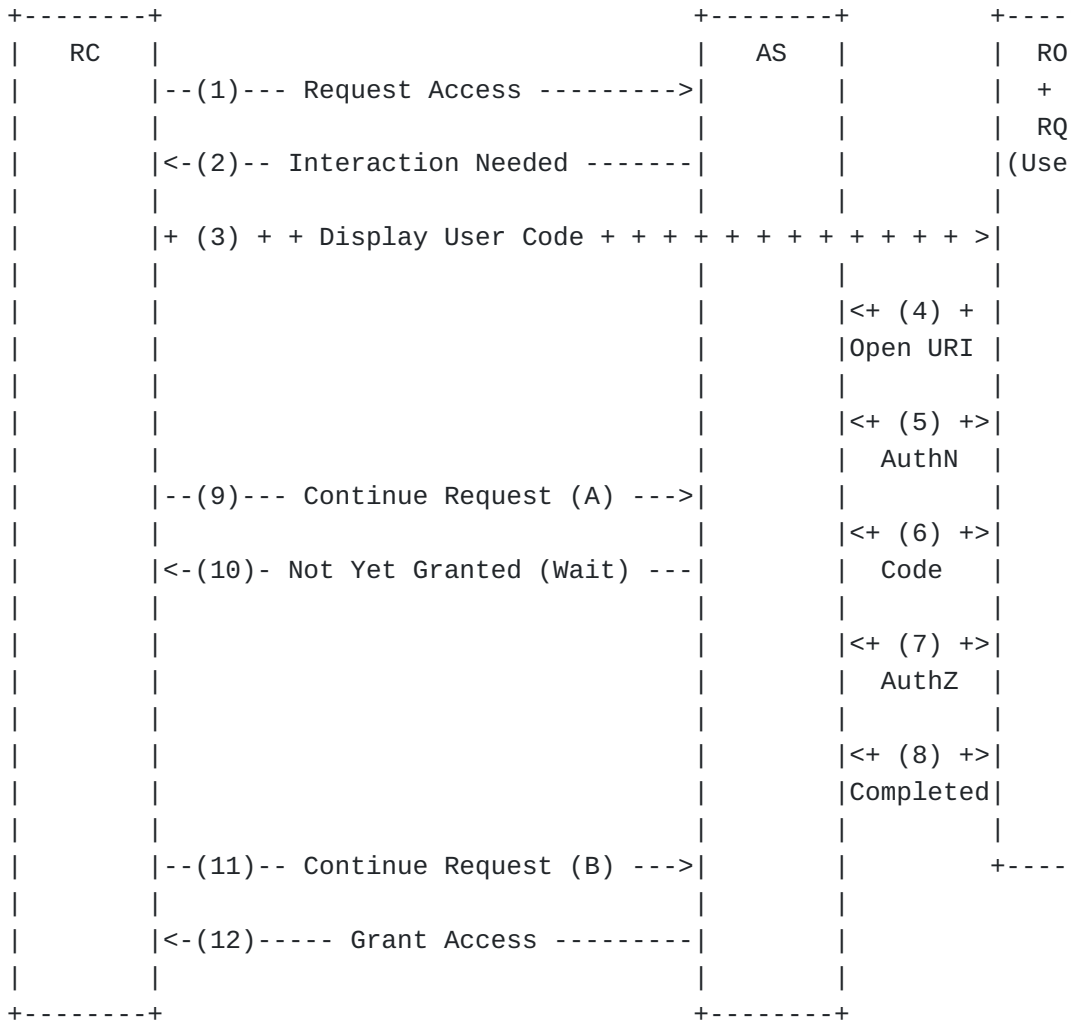 +--------+                                  +--------+         +----
|   RC   |                                  |   AS   |         |  RO
|        |--(1)--- Request Access --------->|        |         |  +
|        |                                  |        |         |  RQ
|        |<-(2)-- Interaction Needed -------|        |         |(Use
|        |                                  |        |         |
|        |+ (3) + + Display User Code + + + + + + + + + + + + >|
|        |                                  |        |         |
|        |                                  |        |<+ (4) + |
|        |                                  |        |Open URI |
|        |                                  |        |         |
|        |                                  |        |<+ (5) +>|
|        |                                  |        |  AuthN  |
|        |--(9)--- Continue Request (A) --->|        |         |
|        |                                  |        |<+ (6) +>|
|        |<-(10)- Not Yet Granted (Wait) ---|        |  Code   |
|        |                                  |        |         |
|        |                                  |        |<+ (7) +>|
|        |                                  |        |  AuthZ  |
|        |                                  |        |         |
|        |                                  |        |<+ (8) +>|
|        |                                  |        |Completed|
|        |                                  |        |         |
|        |--(11)-- Continue Request (B) --->|        |         +----
|        |                                  |        |
|        |<-(12)----- Grant Access ---------|        |
|        |                                  |        |
+--------+                                  +--------+